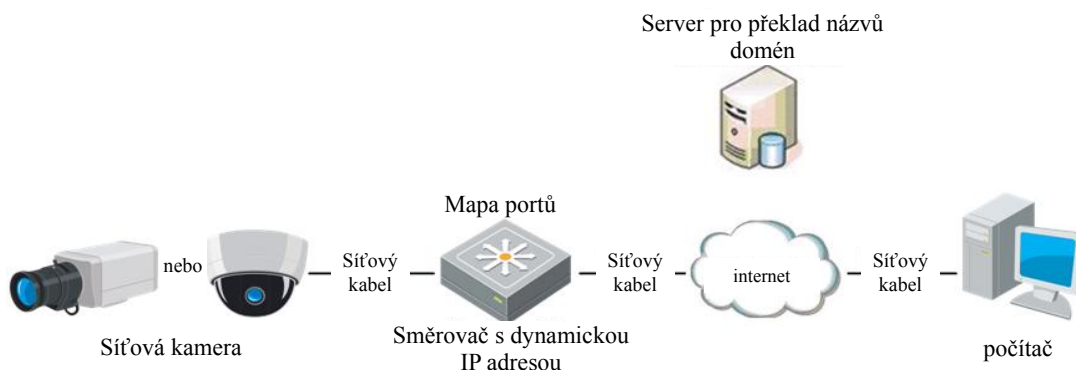 Server pro překlad názvů
domén
Mapa portů
nebo
Síťový
kabel
Síťový
kabel
internet
Síťový
kabel
Síťová kamera
Směrovač s dynamickou
IP adresou
počítač